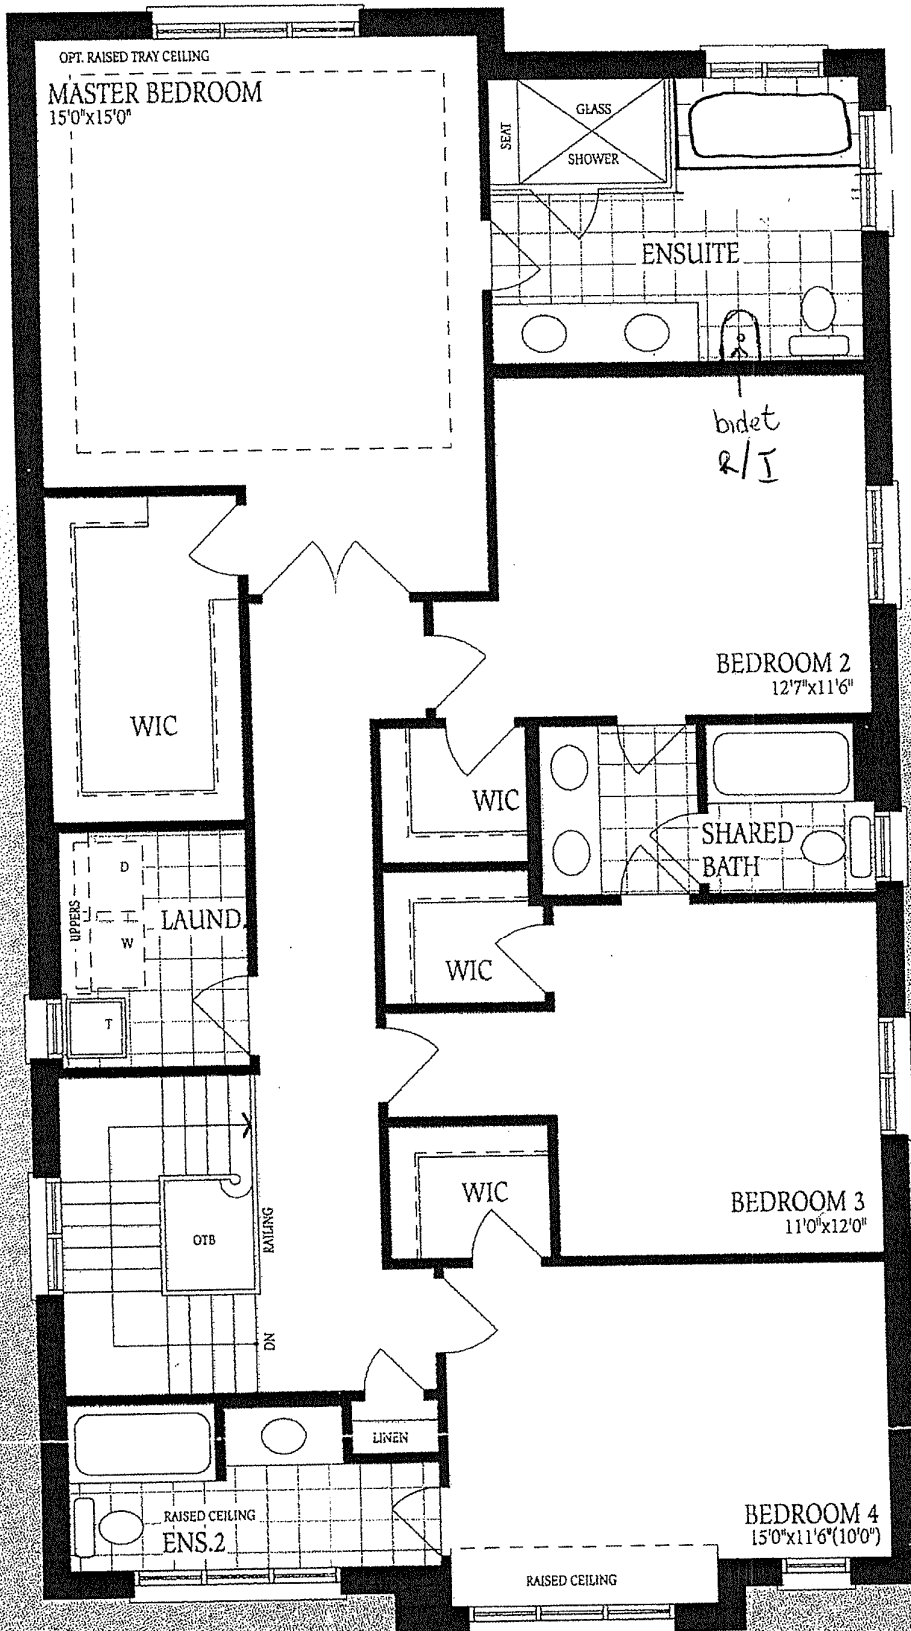 OPT. RAISED TRAY CEILING
MASTER BEDROOM
15'0"x15'0"
SEAT
GLASS
SHOWER
ENSUITE
bidet
R/I
BEDROOM 2
12'7"x11'6"
WIC
WIC
SHARED
BATH
UPPERS
D
W
LAUND.
T
WIC
BEDROOM 3
11'0"x12'0"
WIC
OTB
RAILING
DN
LINEN
RAISED CEILING
ENS.2
BEDROOM 4
15'0"x11'6"(10'0")
RAISED CEILING